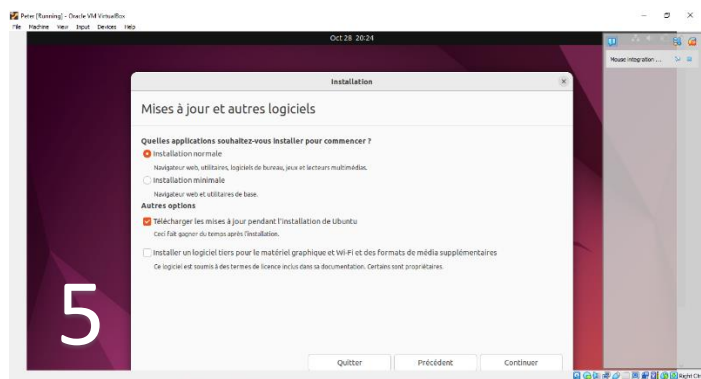 Peter [Running] - Oracle VM VirtualBox
File Machine View Input Devices Help
Oct 28 20:24
Mouse integration ...
Installation
Mises à jour et autres logiciels
Quelles applications souhaitez-vous installer pour commencer ?
Installation normale
Navigateur web, utilitaires, logiciels de bureau, jeux et lecteurs multimédias.
Installation minimale
Navigateur web et utilitaires de base.
Autres options
Télécharger les mises à jour pendant l'installation de Ubuntu
Ceci fait gagner du temps après l'installation.
Installer un logiciel tiers pour le matériel graphique et Wi-Fi et des formats de média supplémentaires
Ce logiciel est soumis à des termes de licence inclus dans sa documentation. Certains sont propriétaires.
5
Quitter Précédent Continuer
Right Ctrl